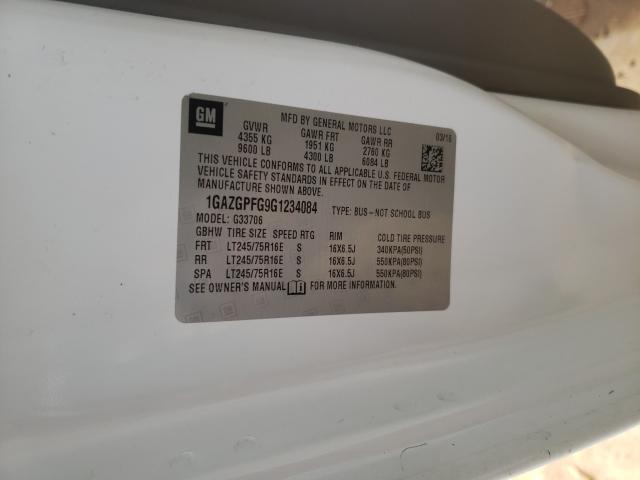 GM
MFD BY GENERAL MOTORS LLC
03/16
GVWR GAWR FRT GAWR RR
4355 KG 1951 KG 2760 KG
9600 LB 4300 LB 6084 LB
THIS VEHICLE CONFORMS TO ALL APPLICABLE U.S. FEDERAL MOTOR
VEHICLE SAFETY STANDARDS IN EFFECT ON THE DATE OF
MANUFACTURE SHOWN ABOVE.
1GAZGPFG9G1234084 TYPE: BUS-NOT SCHOOL BUS
MODEL: G33706
GBHW TIRE SIZE SPEED RTG RIM COLD TIRE PRESSURE
FRT LT245/75R16E S 16X6.5J 340KPA(50PSI)
RR LT245/75R16E S 16X6.5J 550KPA(80PSI)
SPA LT245/75R16E S 16X6.5J 550KPA(80PSI)
SEE OWNER'S MANUAL FOR MORE INFORMATION.